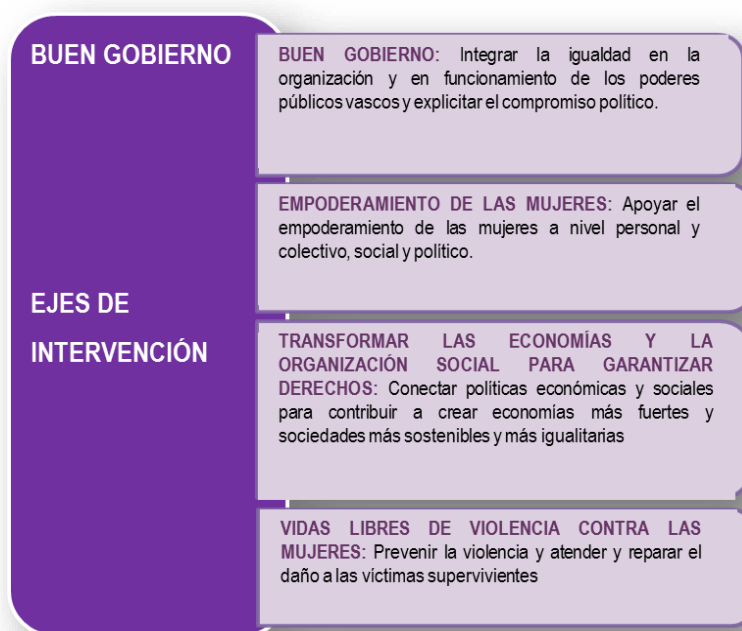 BUEN GOBIERNO
BUEN GOBIERNO: Integrar la igualdad en la
organización y en funcionamiento de los poderes
públicos vascos y explicitar el compromiso político.
EMPODERAMIENTO DE LAS MUJERES: Apoyar el
empoderamiento de las mujeres a nivel personal y
colectivo, social y político.
EJES DE
INTERVENCIÓN
TRANSFORMAR LAS ECONOMÍAS Y LA
ORGANIZACIÓN SOCIAL PARA GARANTIZAR
DERECHOS: Conectar políticas económicas y sociales
para contribuir a crear economías más fuertes y
sociedades más sostenibles y más igualitarias
VIDAS LIBRES DE VIOLENCIA CONTRA LAS
MUJERES: Prevenir la violencia y atender y reparar el
daño a las víctimas supervivientes